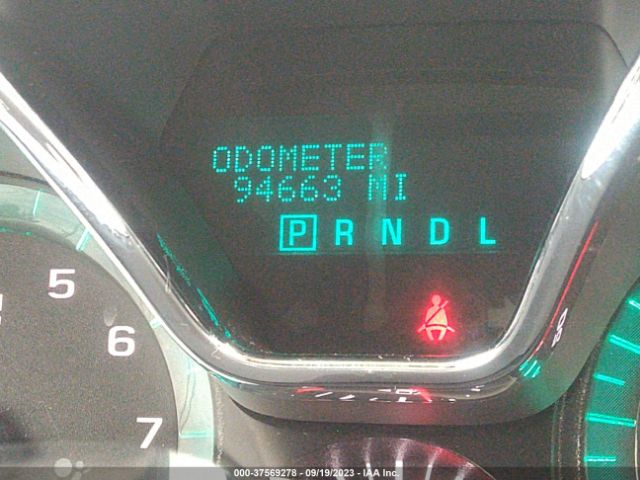 ODOMETER
94663 MI
P R N D L
5
6
7
000-37569278 - 09/19/2023 - IAA Inc.